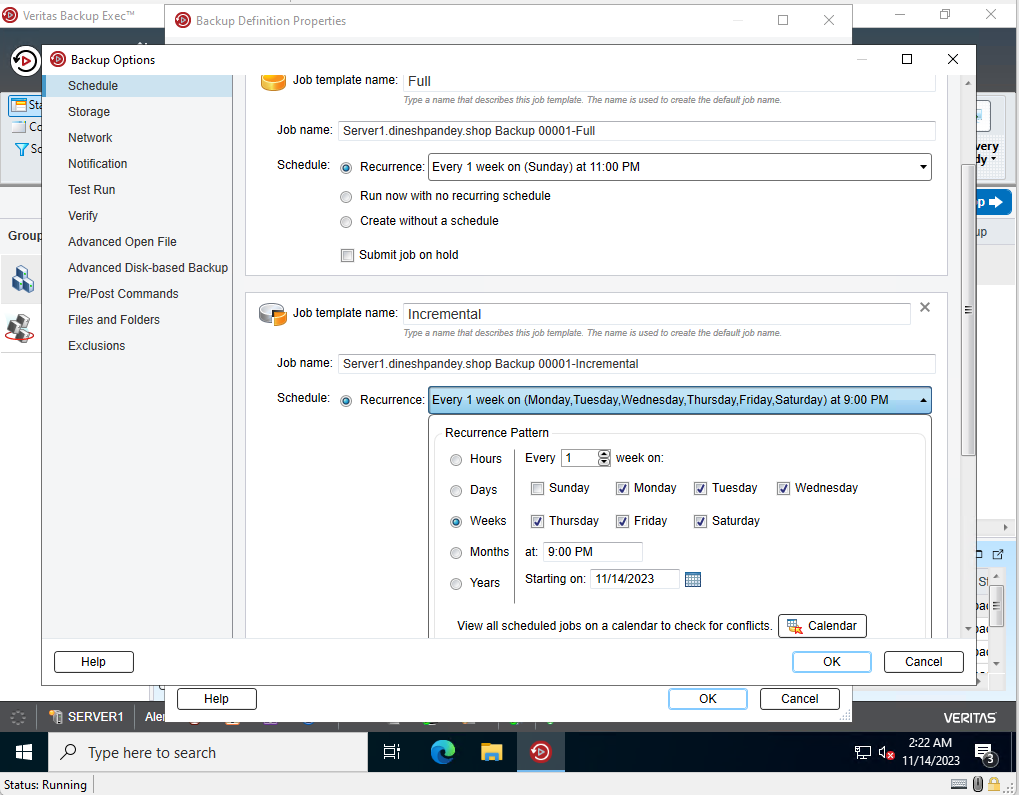 Veritas Backup Exec™
Backup Definition Properties
Backup Options
Schedule
Storage
Network
Notification
Test Run
Verify
Advanced Open File
Advanced Disk-based Backup
Pre/Post Commands
Files and Folders
Exclusions
Group
Job template name: Full
Type a name that describes this job template. The name is used to create the default job name.
Job name: Server1.dineshpandey.shop Backup 00001-Full
Schedule: Recurrence: Every 1 week on (Sunday) at 11:00 PM
Run now with no recurring schedule
Create without a schedule
Submit job on hold
Job template name: Incremental
Type a name that describes this job template. The name is used to create the default job name.
Job name: Server1.dineshpandey.shop Backup 00001-Incremental
Schedule: Recurrence: Every 1 week on (Monday,Tuesday,Wednesday,Thursday,Friday,Saturday) at 9:00 PM
Recurrence Pattern
Hours
Days
Weeks
Months
Years
Every 1 week on:
Sunday Monday Tuesday Wednesday
Thursday Friday Saturday
at: 9:00 PM
Starting on: 11/14/2023
View all scheduled jobs on a calendar to check for conflicts. Calendar
Help OK Cancel
Help OK Cancel
SERVER1 Aler
VERITAS
Type here to search
2:22 AM
11/14/2023
3
Status: Running